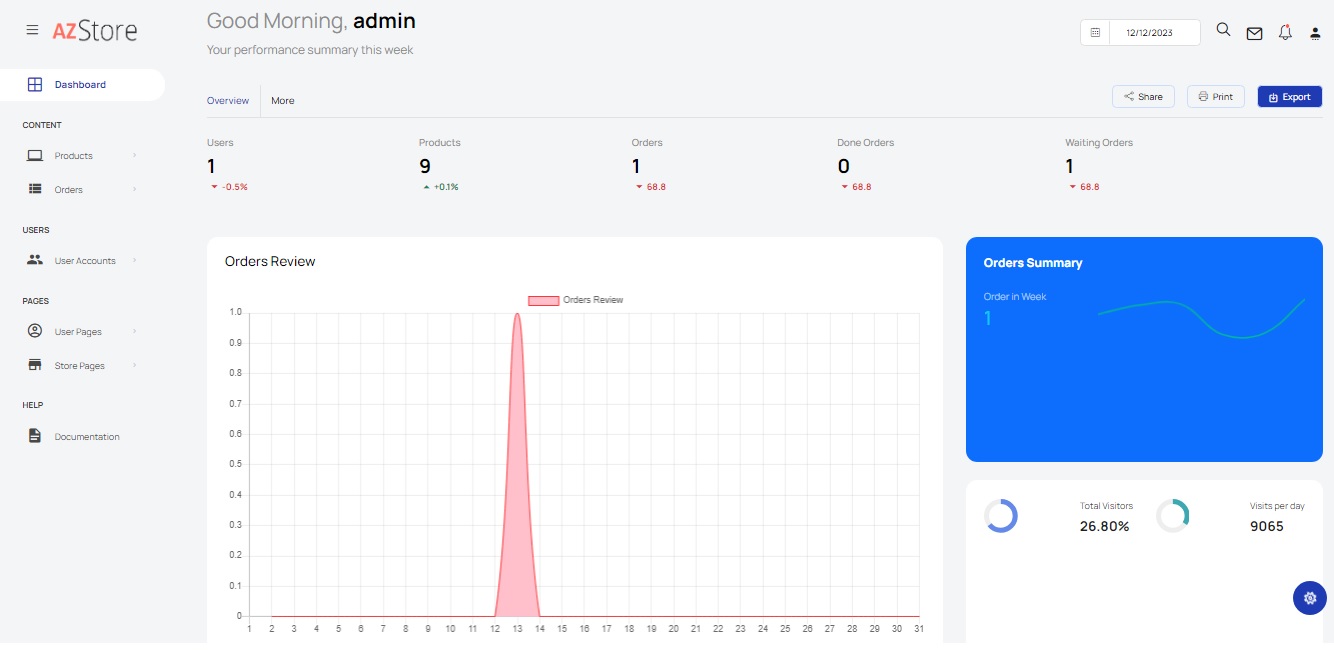 AZStore
Good Morning, admin
Your performance summary this week
12/12/2023
Dashboard
CONTENT
Products
Orders
USERS
User Accounts
PAGES
User Pages
Store Pages
HELP
Documentation
Overview
More
Share
Print
Export
Users
1
-0.5%
Products
9
+0.1%
Orders
1
68.8
Done Orders
0
68.8
Waiting Orders
1
68.8
Orders Review
Orders Review
1.0
0.9
0.8
0.7
0.6
0.5
0.4
0.3
0.2
0.1
0
1 2 3 4 5 6 7 8 9 10 11 12 13 14 15 16 17 18 19 20 21 22 23 24 25 26 27 28 29 30 31
Orders Summary
Order in Week
1
Total Visitors
26.80%
Visits per day
9065